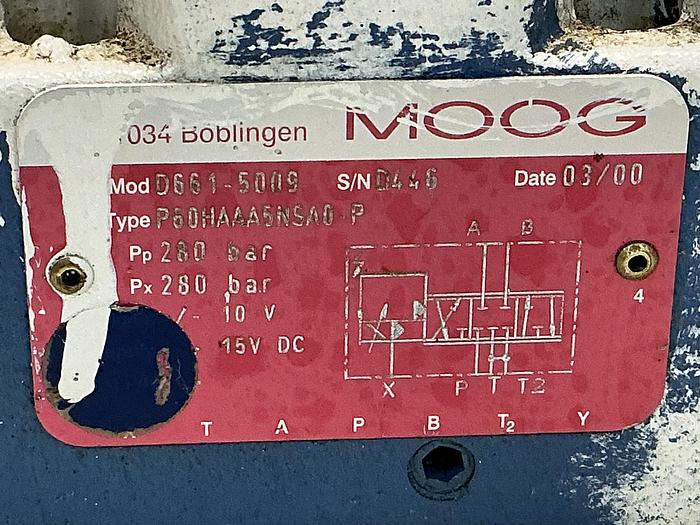 034 Böblingen MOOG
Mod D661-5009 S/N D446 Date 03/00
Type P60HAAA5NSA0-P
Pp 280 bar
Px 280 bar
/- 10 V
15V DC
A B
4
X P T T2
T A P B T2 Y